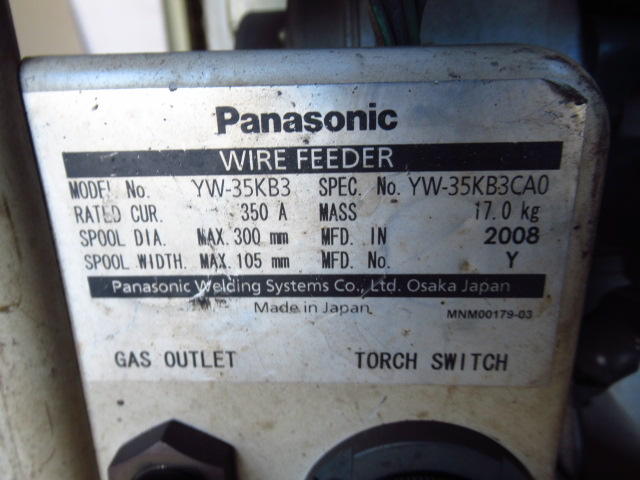 Panasonic
WIRE FEEDER
MODEL No. YW-35KB3 SPEC. No. YW-35KB3CA0
RATED CUR. 350 A MASS 17.0 kg
SPOOL DIA. MAX. 300 mm MFD. IN 2008
SPOOL WIDTH. MAX. 105 mm MFD. No. Y
Panasonic Welding Systems Co., Ltd. Osaka Japan
Made in Japan
MNM00179-03
GAS OUTLET TORCH SWITCH